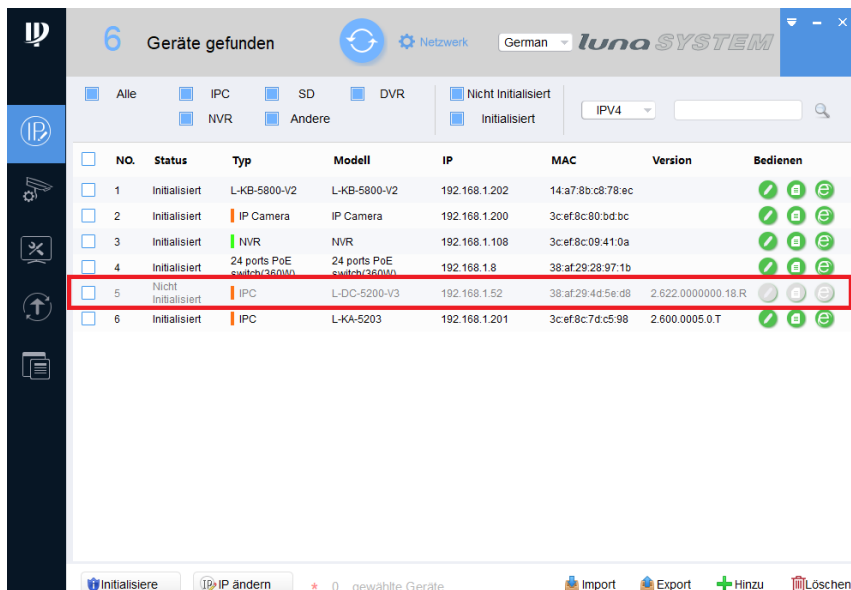 6 Geräte gefunden Netzwerk German luna SYSTEM
Alle IPC SD DVR Nicht Initialisiert
NVR Andere Initialisiert IPV4
NO. Status Typ Modell IP MAC Version Bedienen
1 Initialisiert L-KB-5800-V2 L-KB-5800-V2 192.168.1.202 14:a7:8b:c8:78:ec
2 Initialisiert IP Camera IP Camera 192.168.1.200 3c:ef:8c:80:bd:bc
3 Initialisiert NVR NVR 192.168.1.108 3c:ef:8c:09:41:0a
4 Initialisiert 24 ports PoE switch(360W) 24 ports PoE switch(360W) 192.168.1.8 38:af:29:28:97:1b
5 Nicht Initialisiert IPC L-DC-5200-V3 192.168.1.52 38:af:29:4d:5e:d8 2.622.0000000.18.R
6 Initialisiert IPC L-KA-5203 192.168.1.201 3c:ef:8c:7d:c5:98 2.600.0005.0.T
Initialisiere IP IP ändern * 0 gewählte Geräte Import Export Hinzu Löschen